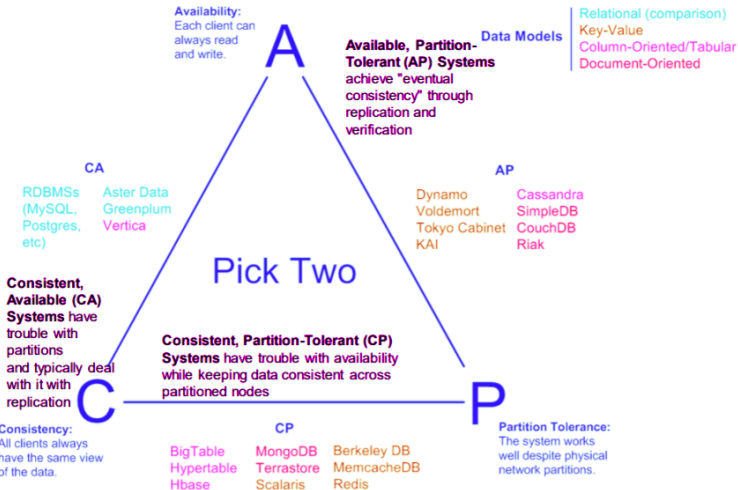 Availability:
Each client can
always read
and write.
A
Available, Partition-
Tolerant (AP) Systems
achieve "eventual
consistency" through
replication and
verification
Data Models
Relational (comparison)
Key-Value
Column-Oriented/Tabular
Document-Oriented
CA
RDBMSs
(MySQL,
Postgres,
etc)
Aster Data
Greenplum
Vertica
AP
Dynamo
Voldemort
Tokyo Cabinet
KAI
Cassandra
SimpleDB
CouchDB
Riak
Pick Two
Consistent,
Available (CA)
Systems have
trouble with
partitions
and typically deal
with it with
replication
Consistent, Partition-Tolerant (CP)
Systems have trouble with availability
while keeping data consistent across
partitioned nodes
C
P
Consistency:
All clients always
have the same view
of the data.
CP
BigTable
Hypertable
Hbase
MongoDB
Terrastore
Scalaris
Berkeley DB
MemcacheDB
Redis
Partition Tolerance:
The system works
well despite physical
network partitions.